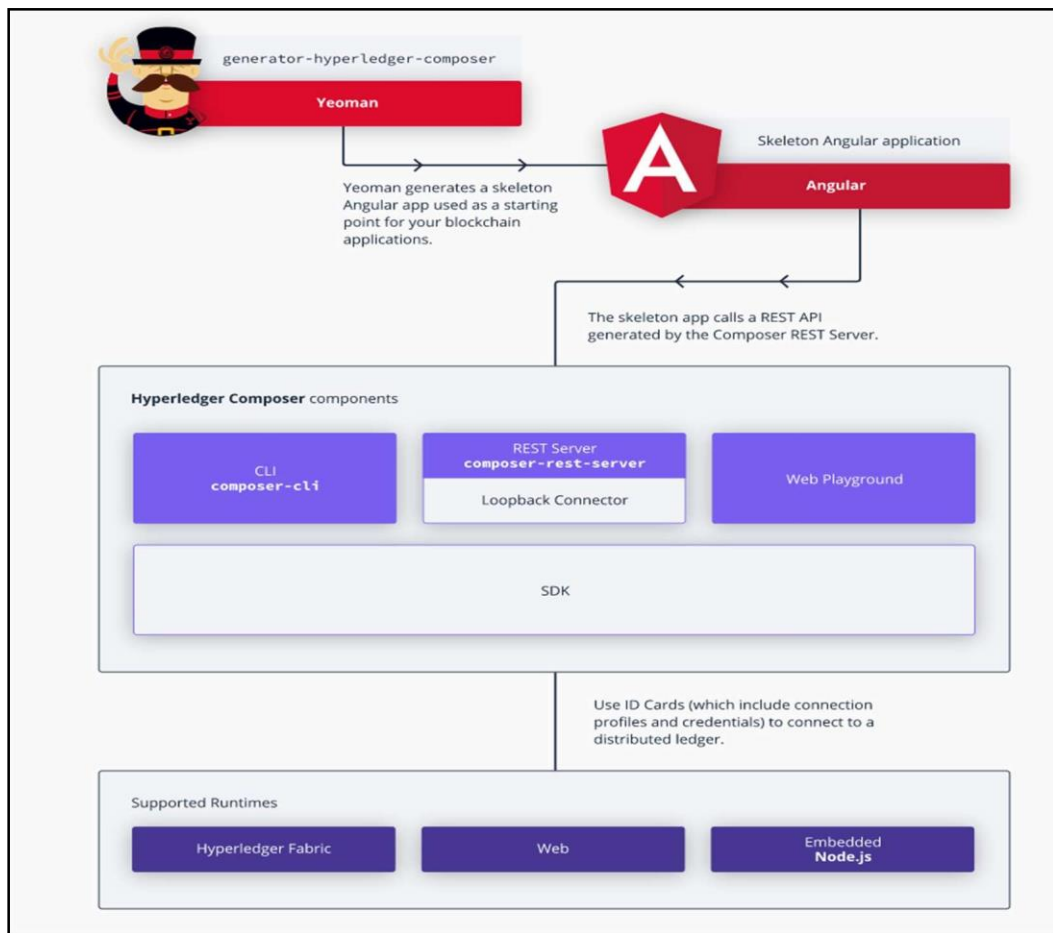 generator-hyperledger-composer
Yeoman
Yeoman generates a skeleton
Angular app used as a starting
point for your blockchain
applications.
A
Skeleton Angular application
Angular
The skeleton app calls a REST API
generated by the Composer REST Server.
Hyperledger Composer components
CLI
composer-cli
REST Server
composer-rest-server
Loopback Connector
Web Playground
SDK
Use ID Cards (which include connection
profiles and credentials) to connect to a
distributed ledger.
Supported Runtimes
Hyperledger Fabric
Web
Embedded
Node.js